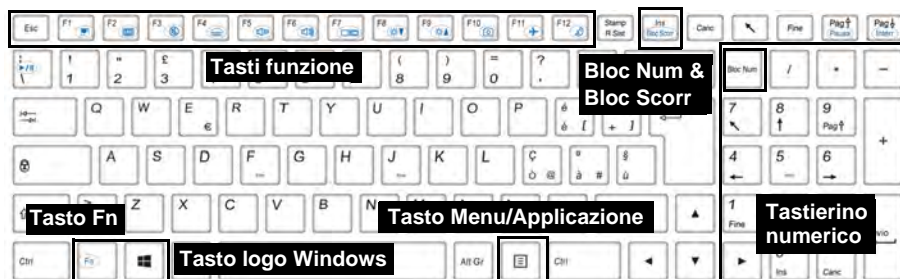 Esc F1 F2 F3 F4 F5 F6 F7 F8 F9 F10 F11 F12 Stamp R Sist Ins Bloc Scorr Canc Fine Pag Pausa Pag Interr
\ ! 1 " 2 £ 3 Tasti funzione ( 8 ) 9 = 0 ? Bloc Num & Bloc Scorr Bloc Num / * -
Q W E € R T Y U I O P é è [ + ] 7 8 9 Pag +
A S D F G H J K L Ç ò @ ° à # § ù 4 5 6
Tasto Fn Z X C V B N Tasto Menu/Applicazione 1 Fine Tastierino numerico
Ctrl Fn Tasto logo Windows Alt Gr Ctrl Ins Canc